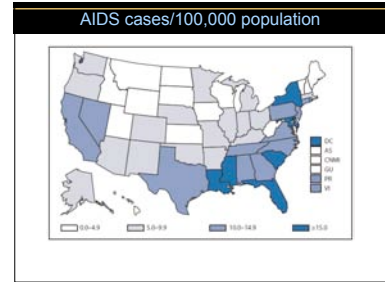 AIDS cases/100,000 population
DC
AS
CNMI
GU
PR
VI
0.0–4.9 5.0–9.9 10.0–14.9 ≥15.0